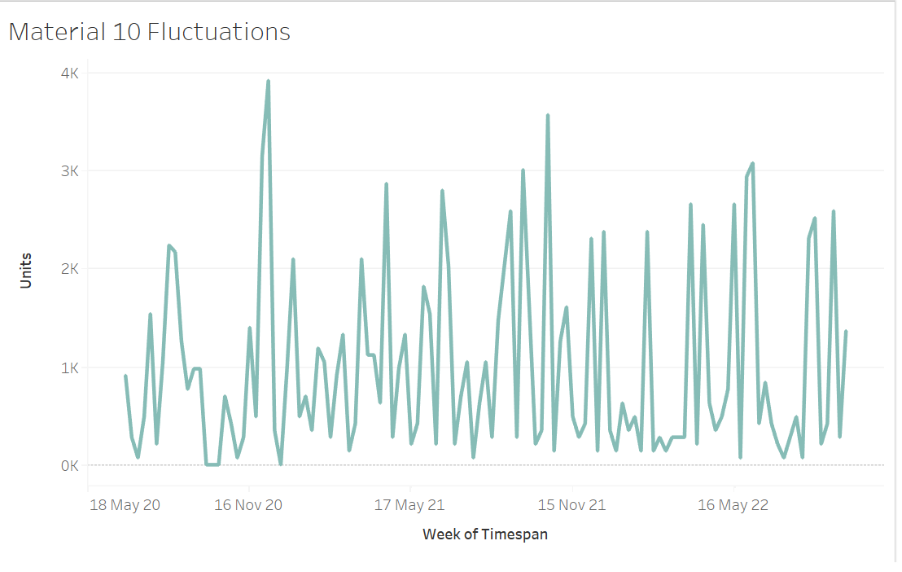 Material 10 Fluctuations
4K
3K
2K
1K
0K
Units
18 May 20
16 Nov 20
17 May 21
15 Nov 21
16 May 22
Week of Timespan